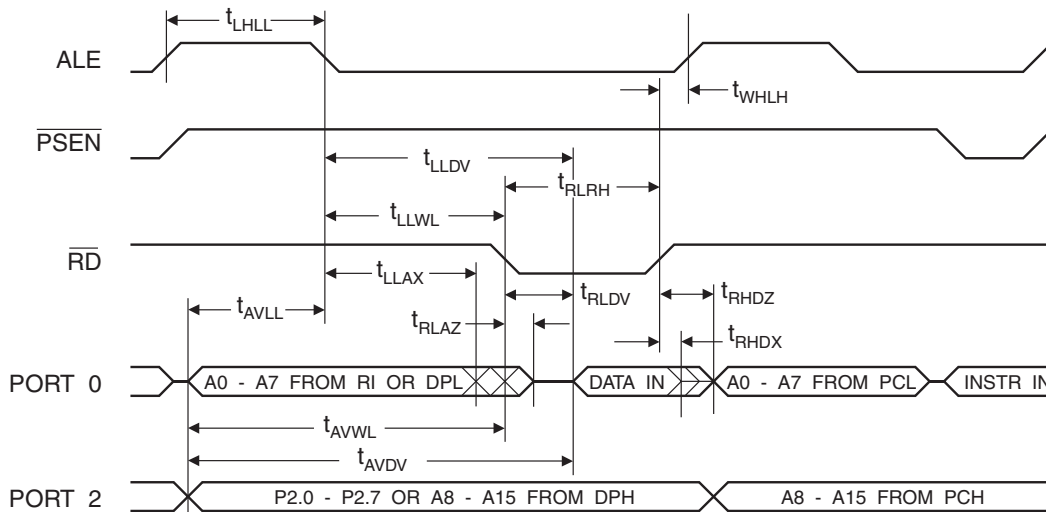 tLHLL
ALE
tWHLH
PSEN
tLLDV
tRLRH
tLLWL
RD
tLLAX
tRLDV
tRHDZ
tAVLL
tRLAZ
tRHDX
PORT 0
A0 - A7 FROM RI OR DPL
DATA IN
A0 - A7 FROM PCL
INSTR IN
tAVWL
tAVDV
PORT 2
P2.0 - P2.7 OR A8 - A15 FROM DPH
A8 - A15 FROM PCH